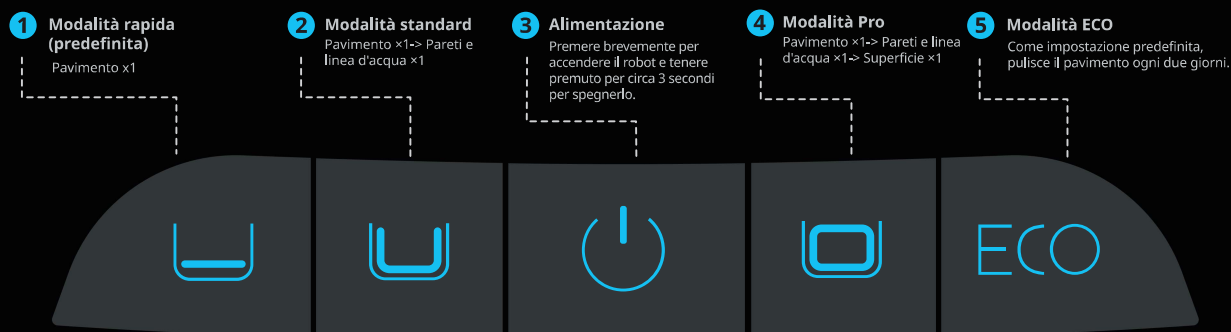 1 Modalità rapida
(predefinita)
Pavimento x1
2 Modalità standard
Pavimento ×1-> Pareti e
linea d'acqua ×1
3 Alimentazione
Premere brevemente per
accendere il robot e tenere
premuto per circa 3 secondi
per spegnerlo.
4 Modalità Pro
Pavimento ×1-> Pareti e linea
d'acqua ×1-> Superficie ×1
5 Modalità ECO
Come impostazione predefinita,
pulisce il pavimento ogni due giorni.
ECO